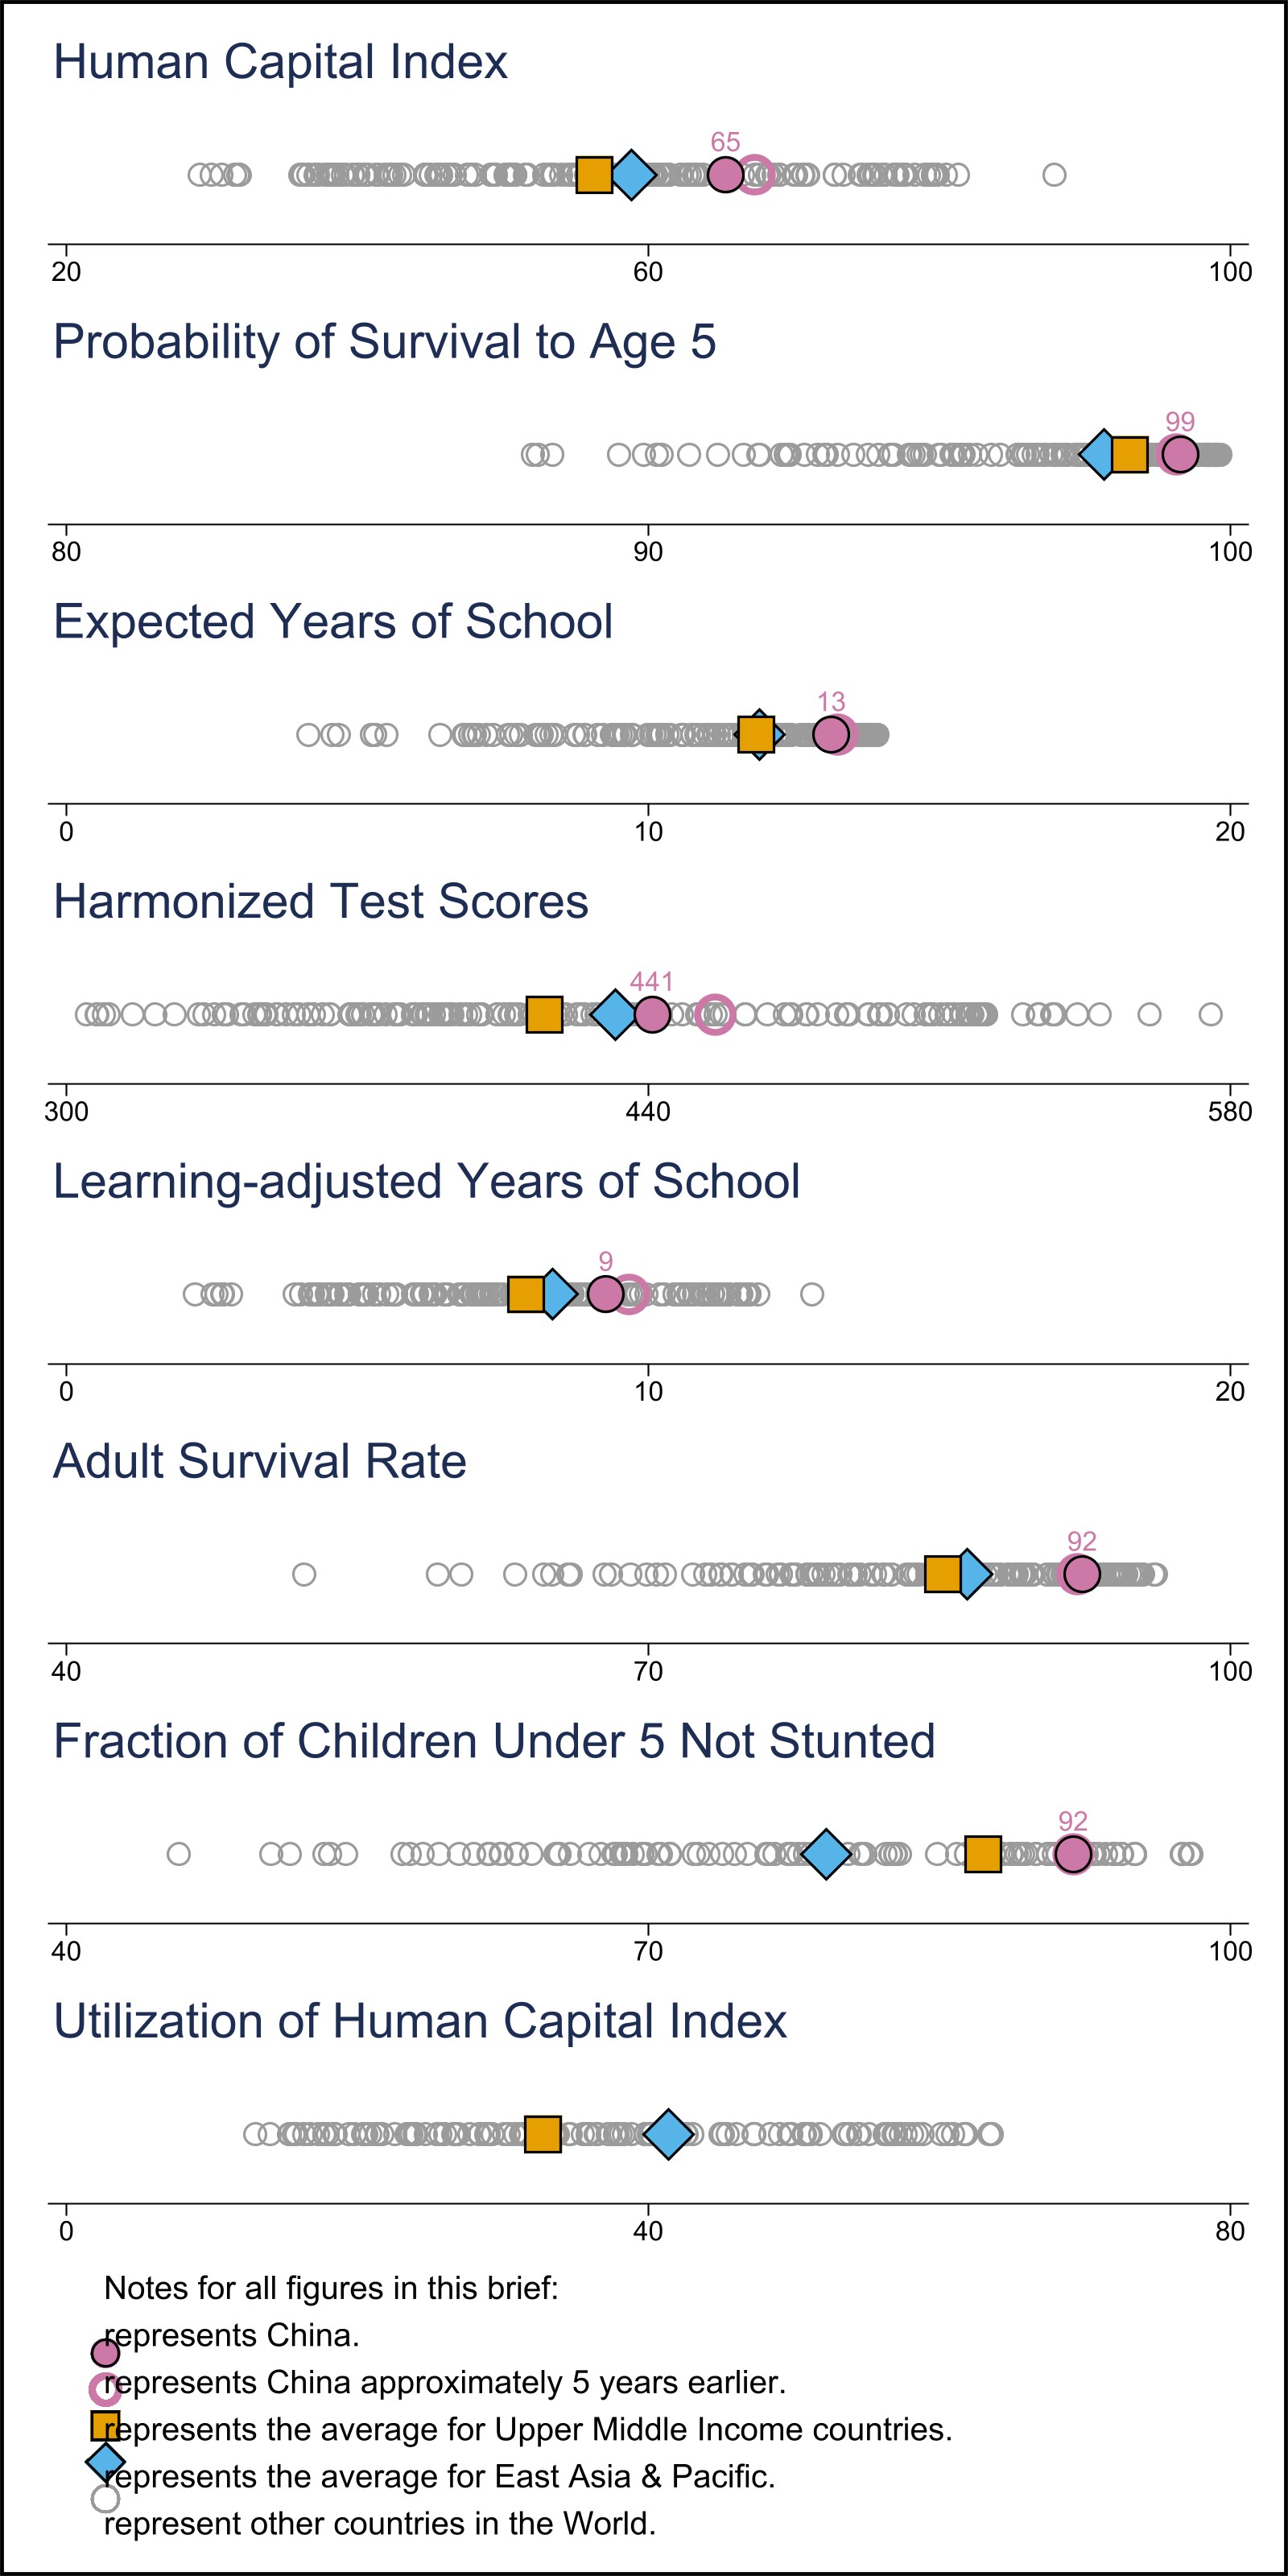 Human Capital Index
65
20 60 100
Probability of Survival to Age 5
99
80 90 100
Expected Years of School
13
0 10 20
Harmonized Test Scores
441
300 440 580
Learning-adjusted Years of School
9
0 10 20
Adult Survival Rate
92
40 70 100
Fraction of Children Under 5 Not Stunted
92
40 70 100
Utilization of Human Capital Index
0 40 80
Notes for all figures in this brief:
represents China.
represents China approximately 5 years earlier.
represents the average for Upper Middle Income countries.
represents the average for East Asia & Pacific.
represent other countries in the World.